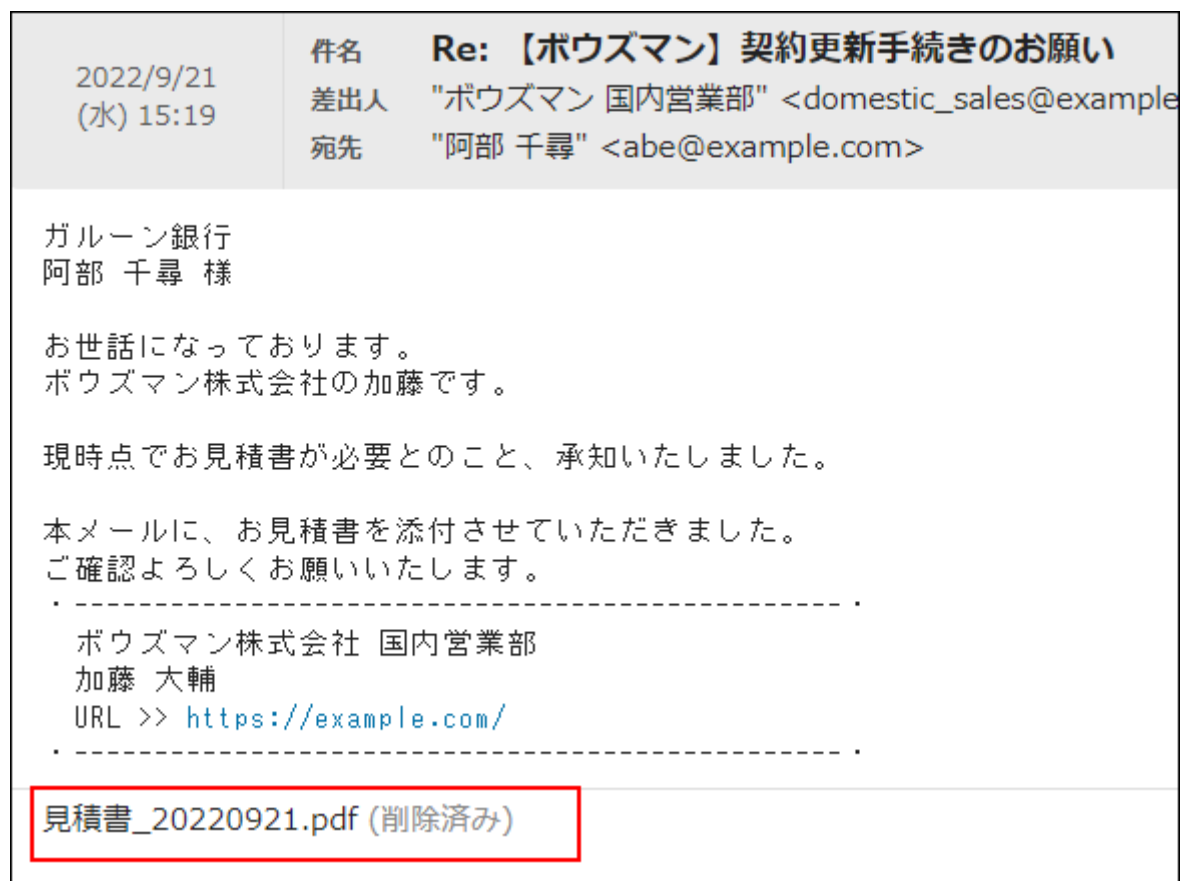 2022/9/21
(水) 15:19
件名 Re: 【ボウズマン】契約更新手続きのお願い
差出人 "ボウズマン 国内営業部" <domestic_sales@example
宛先 "阿部 千尋" <abe@example.com>
ガルーン銀行
阿部 千尋 様
お世話になっております。
ボウズマン株式会社の加藤です。
現時点でお見積書が必要とのこと、承知いたしました。
本メールに、お見積書を添付させていただきました。
ご確認よろしくお願いいたします。
・------------------------------------------------・
ボウズマン株式会社 国内営業部
加藤 大輔
URL >> https://example.com/
・------------------------------------------------・
見積書_20220921.pdf (削除済み)